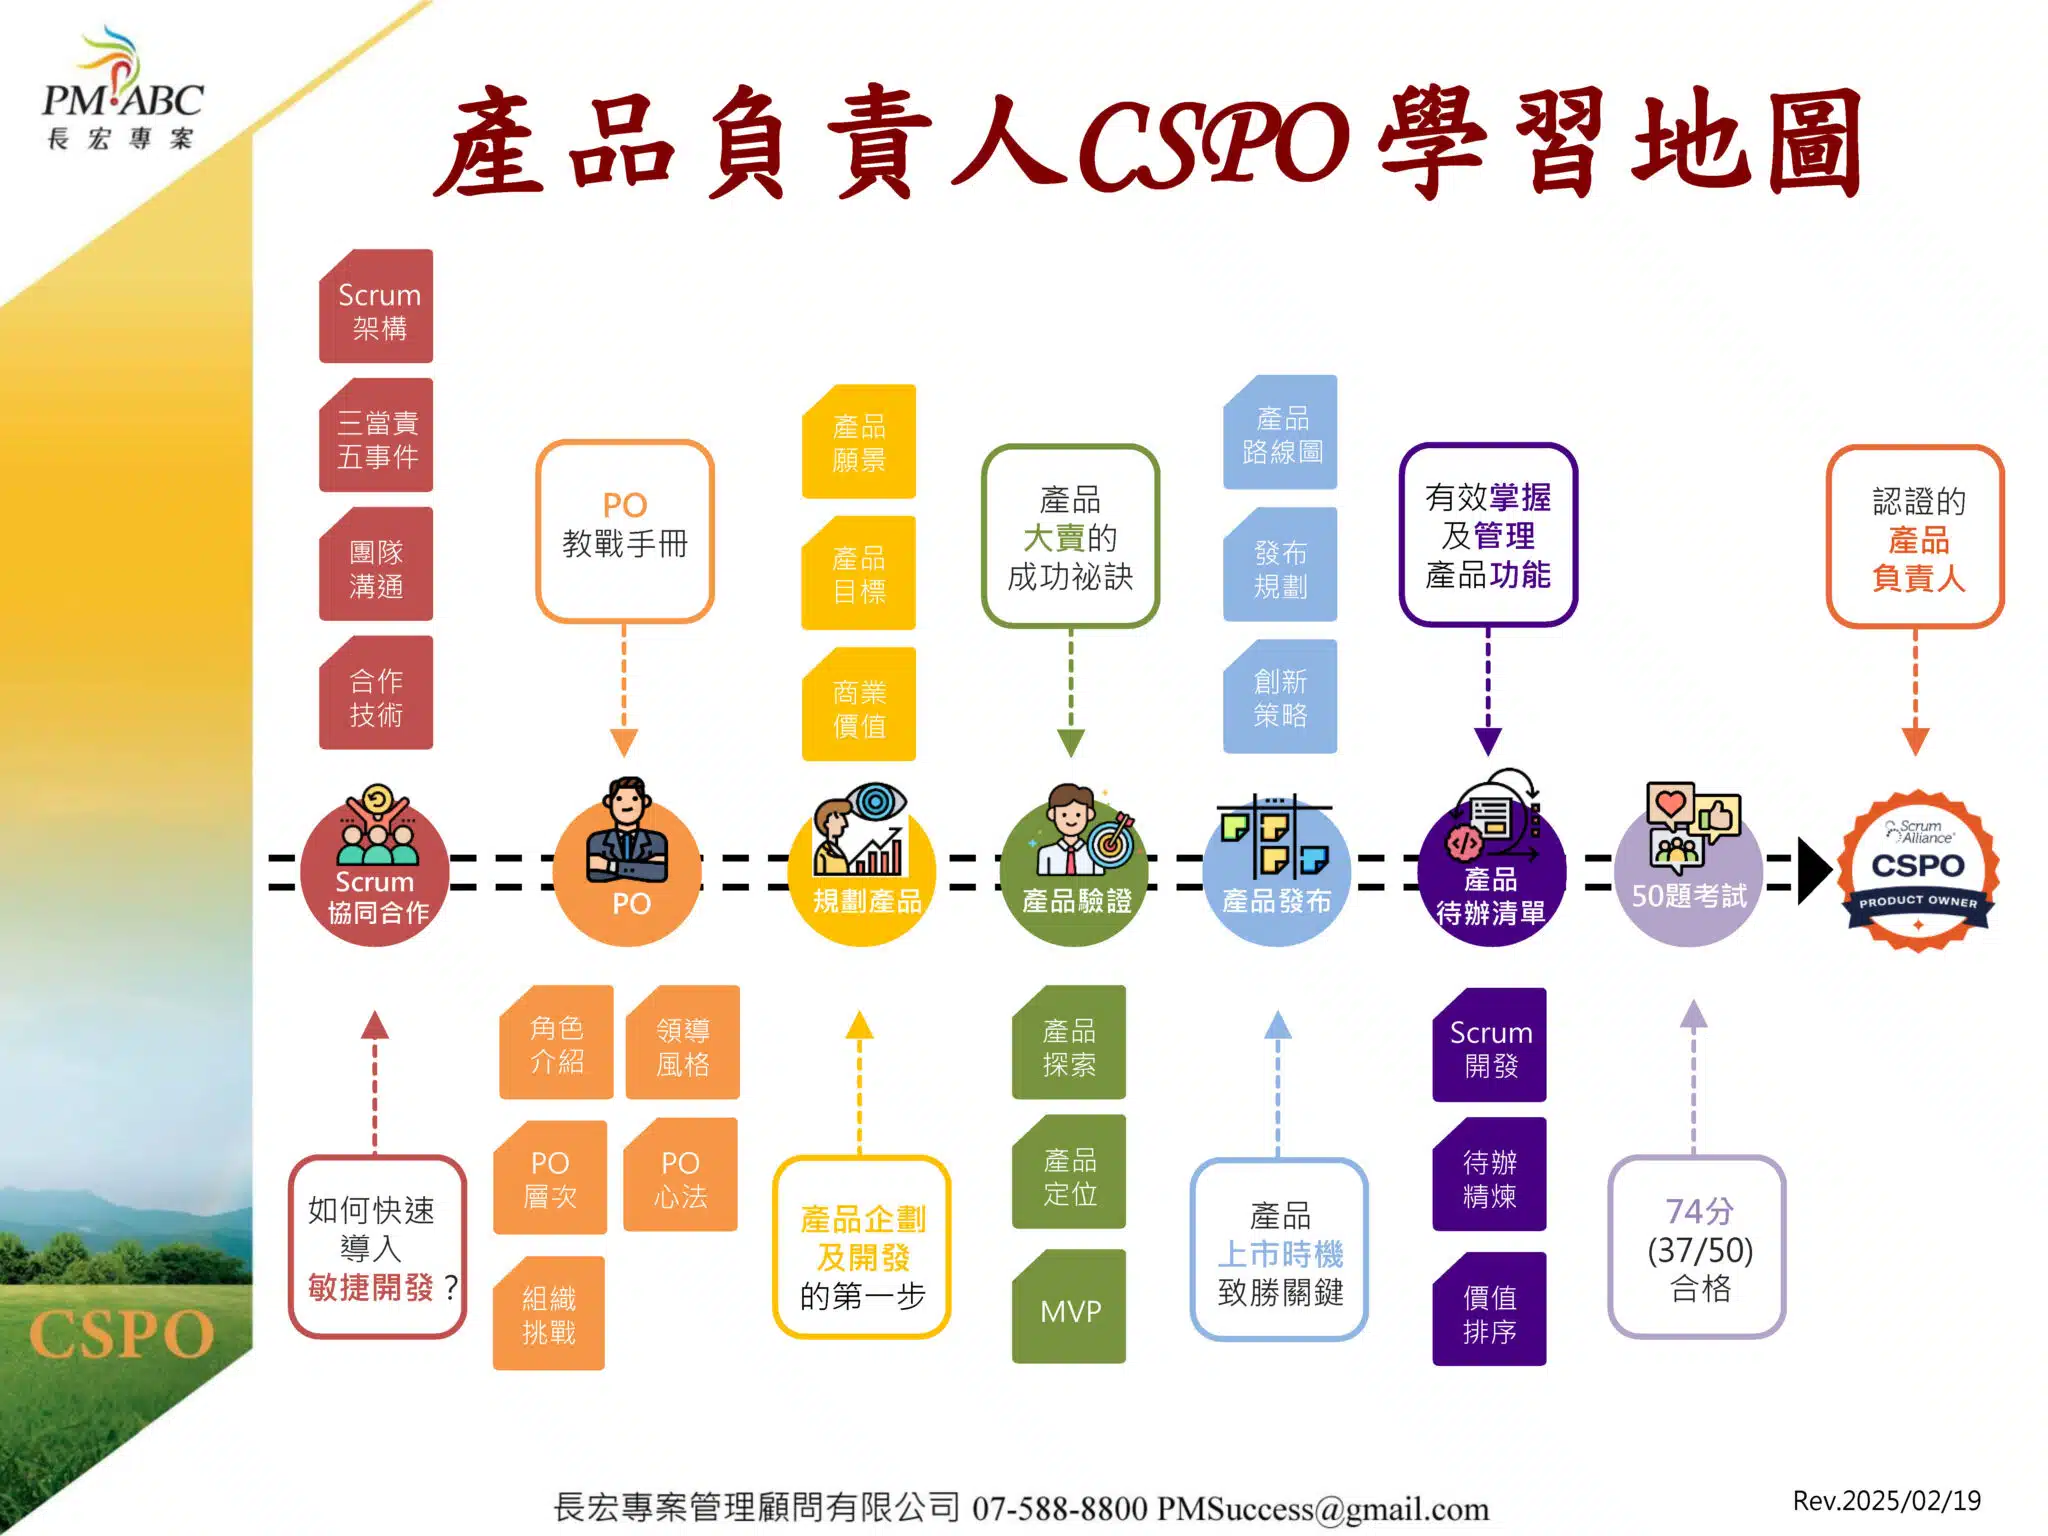 PM ABC
長宏專案
產品負責人CSPO學習地圖
Scrum
架構
三當責
五事件
團隊
溝通
合作
技術
Scrum
協同合作
如何快速
導入
敏捷開發？
PO
教戰手冊
PO
角色
介紹
領導
風格
PO
層次
PO
心法
組織
挑戰
產品
願景
產品
目標
商業
價值
規劃產品
產品企劃
及開發
的第一步
產品
大賣的
成功祕訣
產品驗證
產品
探索
產品
定位
MVP
產品
路線圖
發布
規劃
創新
策略
產品發布
產品
上市時機
致勝關鍵
有效掌握
及管理
產品功能
產品
待辦清單
Scrum
開發
待辦
精煉
價值
排序
50題考試
74分
(37/50)
合格
認證的
產品
負責人
Scrum
Alliance®
CSPO
PRODUCT OWNER
CSPO
長宏專案管理顧問有限公司 07-588-8800 PMSuccess@gmail.com
Rev.2025/02/19